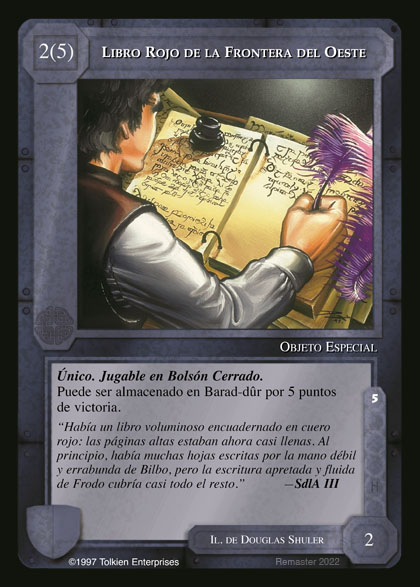 2(5)
Libro Rojo de la Frontera del Oeste
Objeto Especial
Único. Jugable en Bolsón Cerrado.
Puede ser almacenado en Barad-dûr por 5 puntos
de victoria.
“Había un libro voluminoso encuadernado en cuero
rojo: las páginas altas estaban ahora casi llenas. Al
principio, había muchas hojas escritas por la mano débil
y errabunda de Bilbo, pero la escritura apretada y fluida
de Frodo cubría casi todo el resto.” —SdlA III
5
Il. de Douglas Shuler
2
©1997 Tolkien Enterprises
Remaster 2022